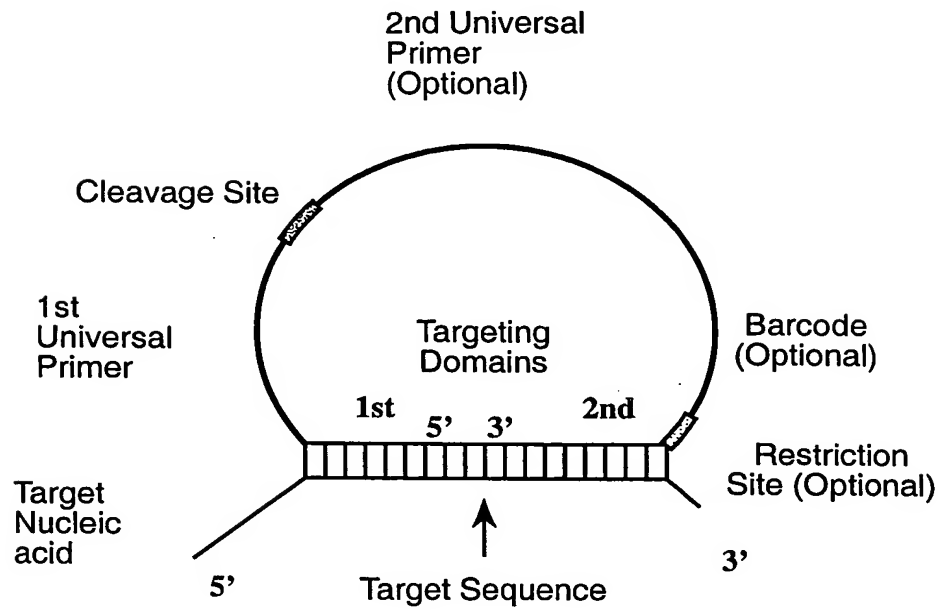 2nd Universal
Primer
(Optional)
Cleavage Site
1st
Universal
Primer
Targeting
Domains
Barcode
(Optional)
1st
5’
3’
2nd
Restriction
Site (Optional)
Target
Nucleic
acid
5’
Target Sequence
3’